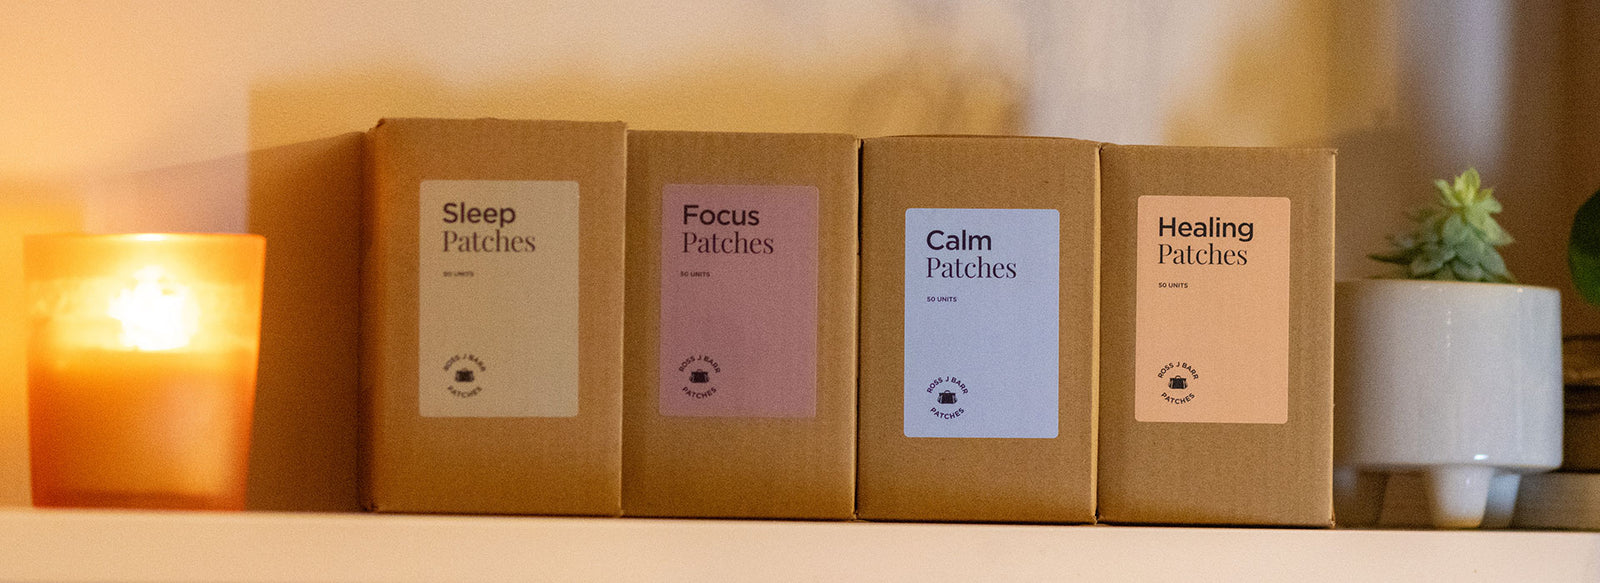 Sleep
Patches
50 UNITS
ROSS J BARR
PATCHES
Focus
Patches
50 UNITS
ROSS J BARR
PATCHES
Calm
Patches
50 UNITS
ROSS J BARR
PATCHES
Healing
Patches
50 UNITS
ROSS J BARR
PATCHES